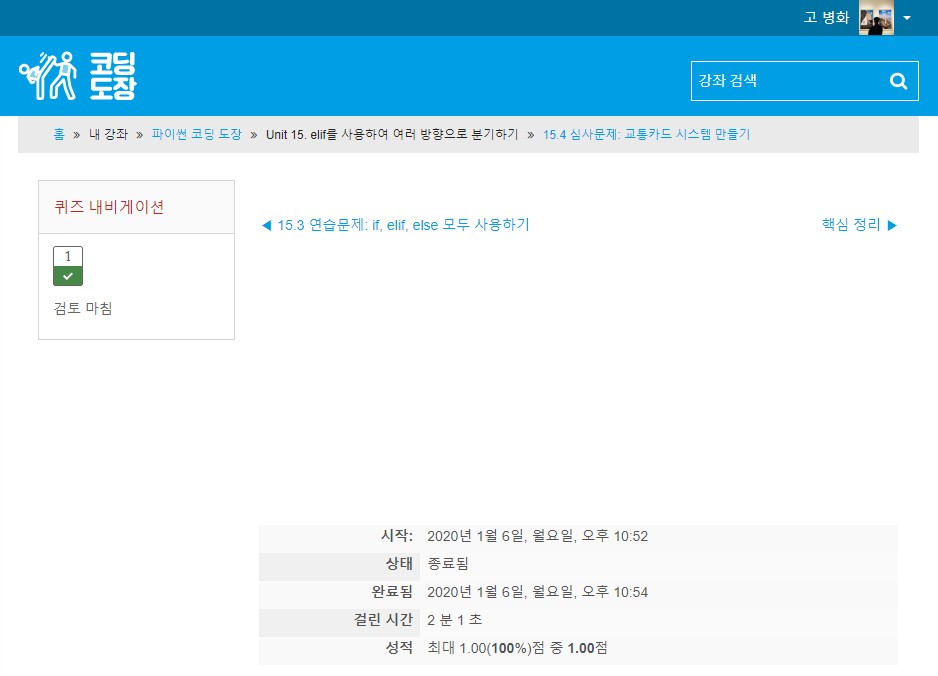 고 병화
코딩
도장
강좌 검색
홈 » 내 강좌 » 파이썬 코딩 도장 » Unit 15. elif를 사용하여 여러 방향으로 분기하기 » 15.4 심사문제: 교통카드 시스템 만들기
퀴즈 내비게이션
◀ 15.3 연습문제: if, elif, else 모두 사용하기 핵심 정리 ▶
1
검토 마침
시작: 2020년 1월 6일, 월요일, 오후 10:52
상태 종료됨
완료됨 2020년 1월 6일, 월요일, 오후 10:54
걸린 시간 2 분 1 초
성적 최대 1.00(100%)점 중 1.00점